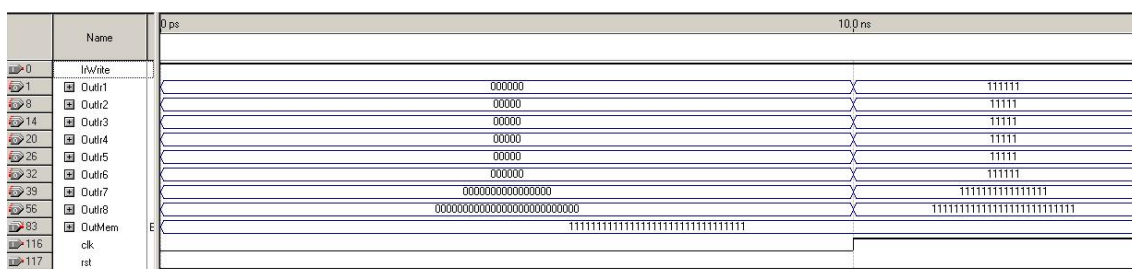 0 ps 10.0 ns
Name
0 IrWrite
1 OutIr1 000000 111111
8 OutIr2 00000 11111
14 OutIr3 00000 11111
20 OutIr4 00000 11111
26 OutIr5 00000 11111
32 OutIr6 000000 111111
39 OutIr7 0000000000000000 1111111111111111
56 OutIr8 00000000000000000000000000 11111111111111111111111111
83 OutMem E 11111111111111111111111111111111
116 clk
117 rst